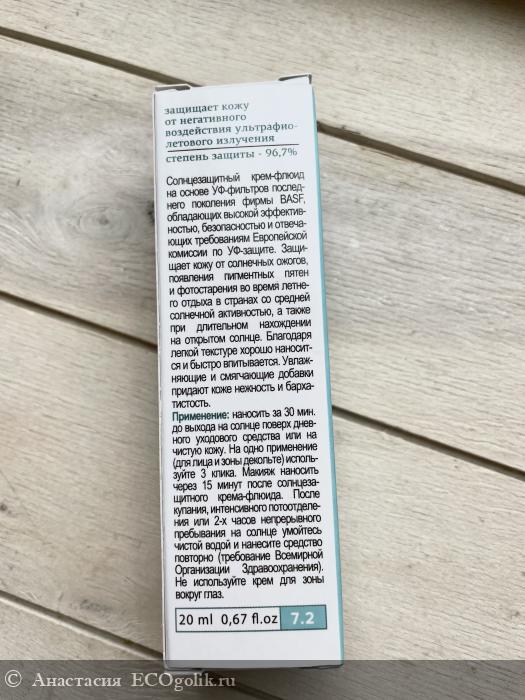 защищает кожу
от негативного
воздействия ультрафио-
летового излучения
степень защиты - 96,7%
Солнцезащитный крем-флюид
на основе УФ-фильтров послед-
него поколения фирмы BASF,
обладающих высокой эффектив-
ностью, безопасностью и отвеча-
ющих требованиям Европейской
комиссии по УФ-защите. Защи-
щает кожу от солнечных ожогов,
появления пигментных пятен
и фотостарения во время летне-
го отдыха в странах со средней
солнечной активностью, а также
при длительном нахождении
на открытом солнце. Благодаря
легкой текстуре хорошо наносит-
ся и быстро впитывается. Увлаж-
няющие и смягчающие добавки
придают коже нежность и барха-
тистость.
Применение: наносить за 30 мин.
до выхода на солнце поверх днев-
ного уходового средства или на
чистую кожу. На одно применение
(для лица и зоны декольте) исполь-
зуйте 3 клика. Макияж наносить
через 15 минут после солнцеза-
щитного крема-флюида. После
купания, интенсивного потоотделе-
ния или 2-х часов непрерывного
пребывания на солнце умойтесь
чистой водой и нанесите средство
повторно (требование Всемирной
Организации Здравоохранения).
Не используйте крем для зоны
вокруг глаз.
20 ml 0,67 fl.oz 7.2
© Анастасия ECOgolik.ru